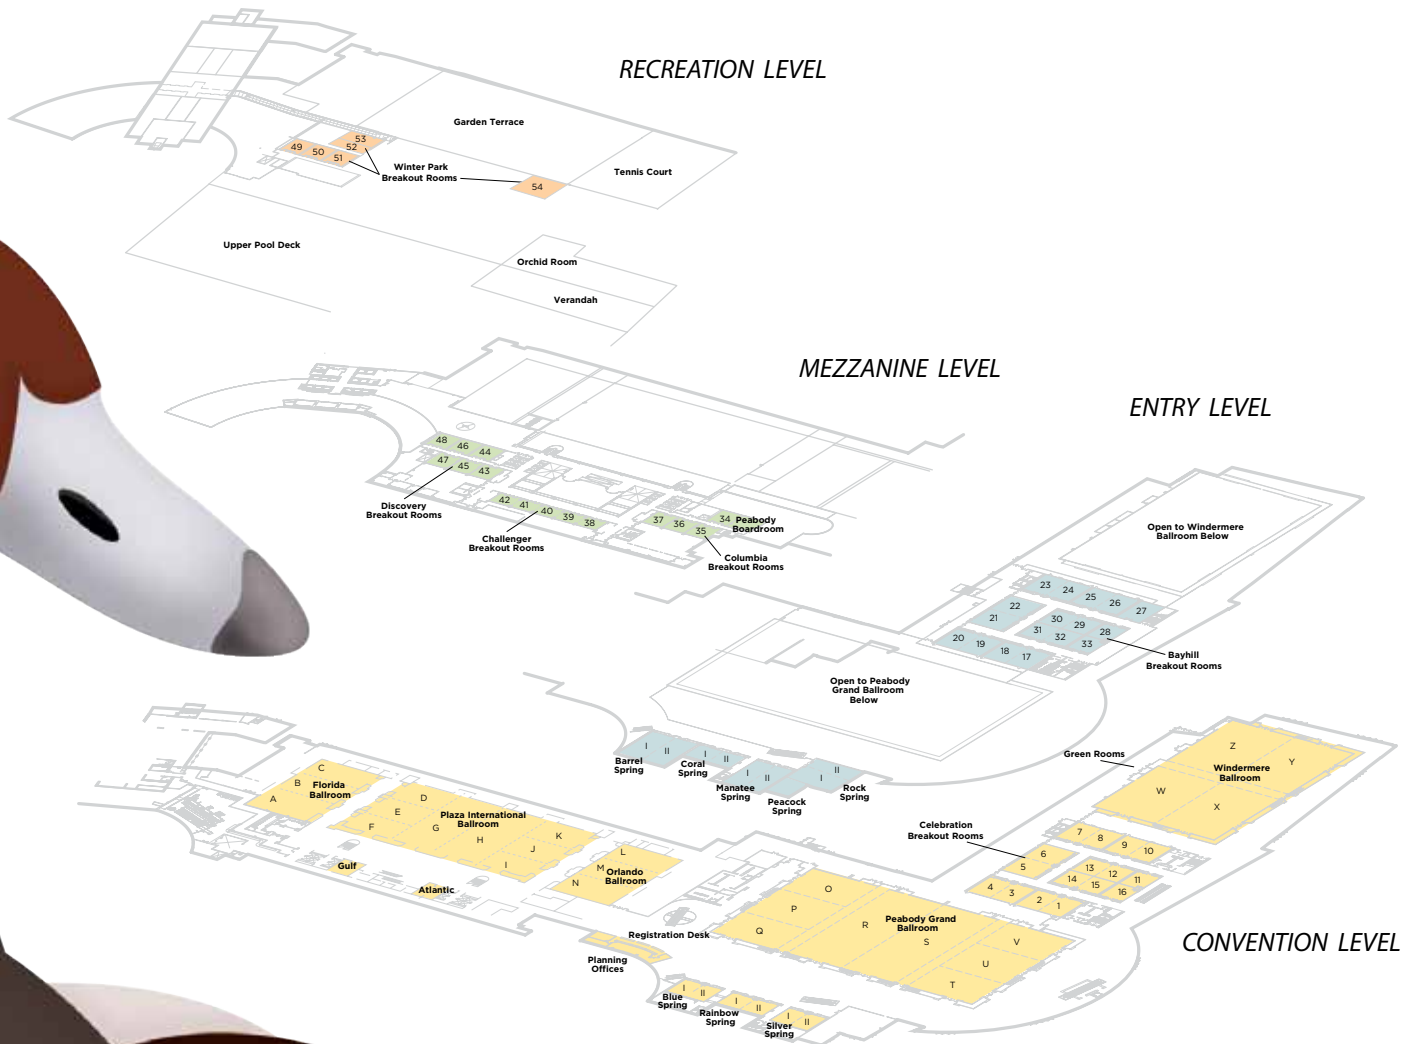 RECREATION LEVEL
Garden Terrace
53
52
49
50
51
Winter Park
Breakout Rooms
Tennis Court
54
Upper Pool Deck
Orchid Room
Verandah
MEZZANINE LEVEL
ENTRY LEVEL
48
46
44
47
45
43
Discovery
Breakout Rooms
42
41
40
39
38
Challenger
Breakout Rooms
37
36
35
34
Peabody
Boardroom
Columbia
Breakout Rooms
Open to Windermere
Ballroom Below
23
24
25
26
27
22
21
30
29
28
31
32
33
20
19
18
17
Bayhill
Breakout Rooms
Open to Peabody
Grand Ballroom
Below
I
II
Barrel
Spring
I
II
Coral
Spring
I
II
Manatee
Spring
Peacock
Spring
I
II
Rock
Spring
CONVENTION LEVEL
Green Rooms
Z
Y
Windermere
Ballroom
W
X
Celebration
Breakout Rooms
7
8
9
10
6
5
13
12
11
14
15
16
4
3
2
1
C
B
A
Florida
Ballroom
D
E
F
Plaza International
Ballroom
G
H
I
K
J
Gulf
Atlantic
L
M
N
Orlando
Ballroom
O
P
Q
R
Peabody Grand
Ballroom
S
V
U
T
Registration Desk
Planning
Offices
I
II
Blue
Spring
I
II
Rainbow
Spring
I
II
Silver
Spring